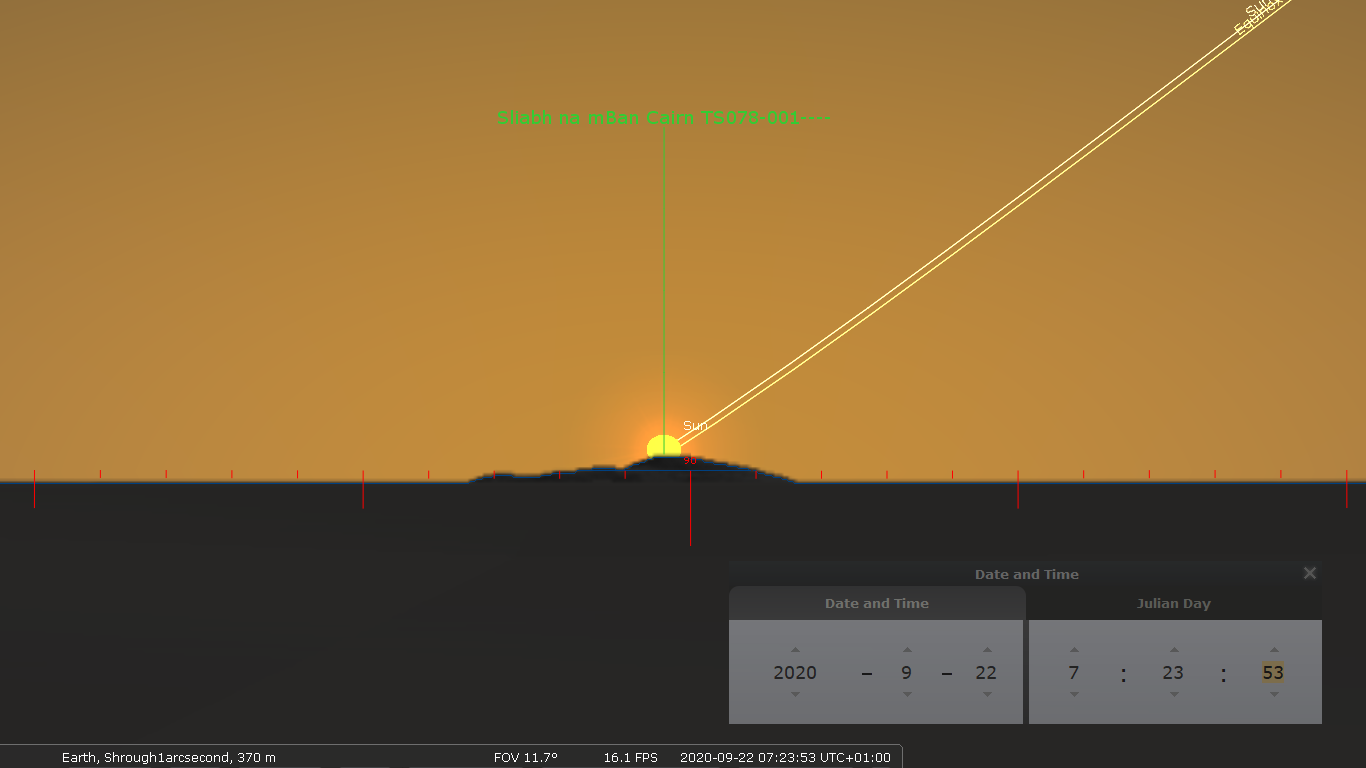 Sun
Equinox
Sliabh na mBan Cairn TS078-001----
Sun
90
Date and Time
Date and Time
Julian Day
2020 - 9 - 22
7 : 23 : 53
Earth, Shrough1arcsecond, 370 m
FOV 11.7°
16.1 FPS
2020-09-22 07:23:53 UTC+01:00